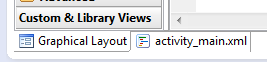 Custom & Library Views
Graphical Layout activity_main.xml